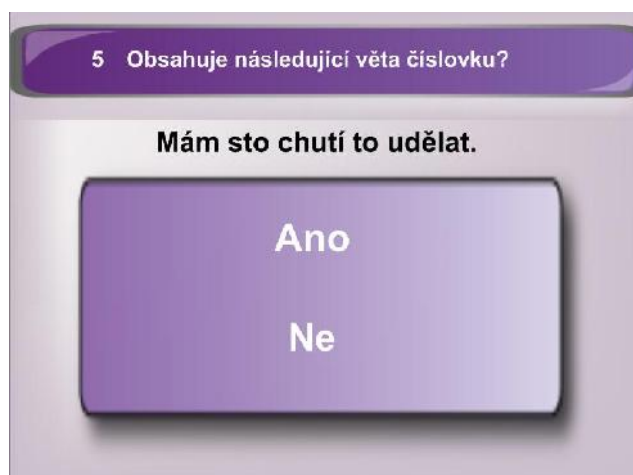 5 Obsahuje následující věta číslovku?
Mám sto chutí to udělat.
Ano
Ne